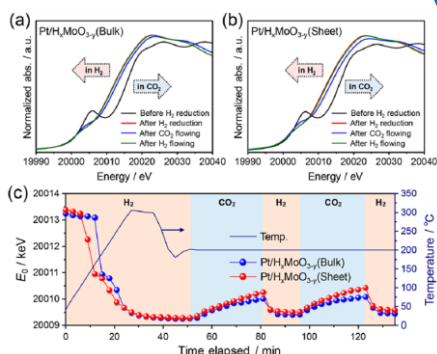 (a)
Pt/HxMoO3-y(Bulk)
Normalized abs. / a.u.
in H2
in CO2
Before H2 reduction
After H2 reduction
After CO2 flowing
After H2 flowing
19990 20000 20010 20020 20030 20040
Energy / eV
(b)
Pt/HxMoO3-y(Sheet)
Normalized abs. / a.u.
in H2
in CO2
Before H2 reduction
After H2 reduction
After CO2 flowing
After H2 flowing
19990 20000 20010 20020 20030 20040
Energy / eV
(c)
H2 CO2 H2 CO2 H2
20013
20012
20011
20010
20009
E0 / keV
Temp.
Pt/HxMoO3-y(Bulk)
Pt/HxMoO3-y(Sheet)
350
300
250
200
150
100
50
0
Temperature / °C
0 20 40 60 80 100 120
Time elapsed / min